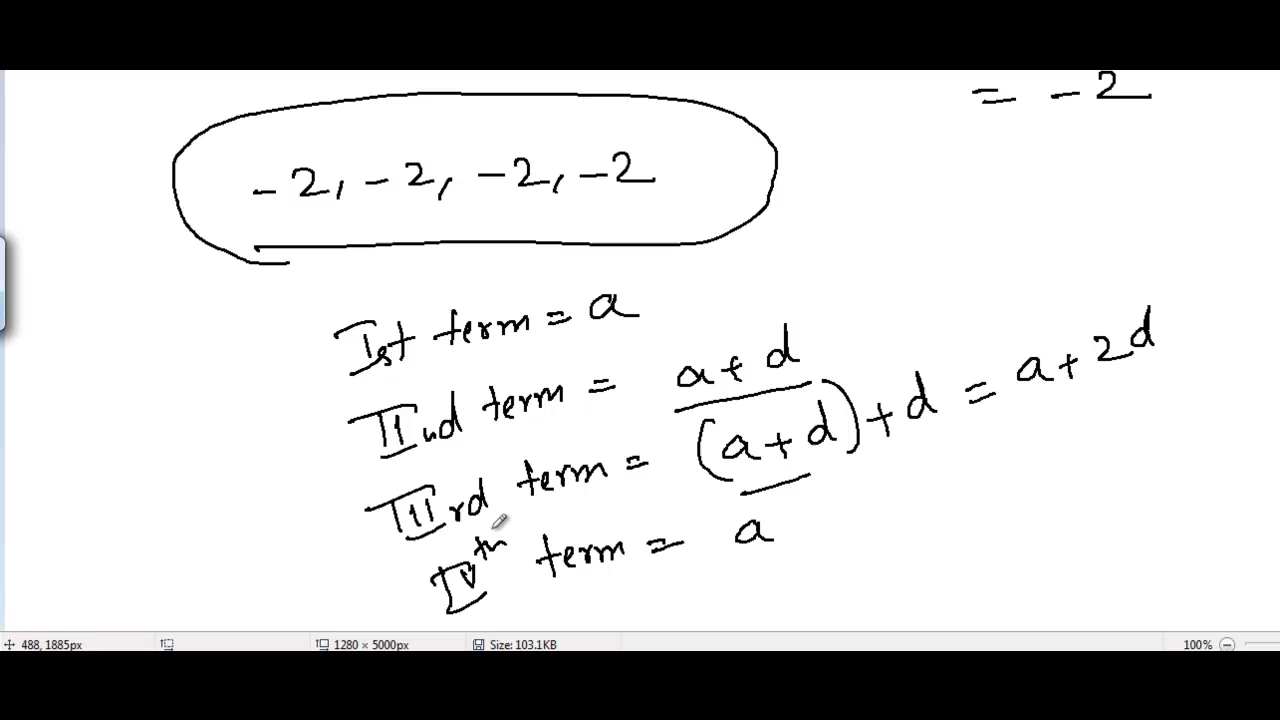 = -2
-2, -2, -2, -2
Ist term = a
IInd term = a+d
IIIrd term = (a+d)+d = a+2d
IVth term = a
488, 1885px 1280 × 5000px Size: 103.1KB 100%